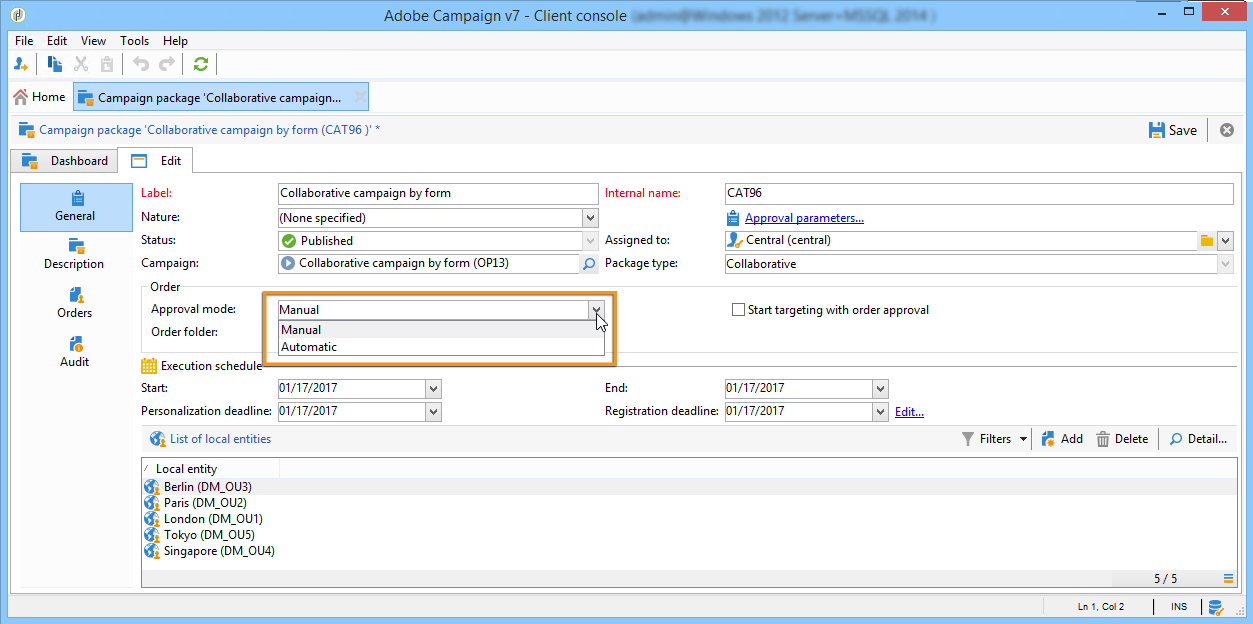 Adobe Campaign v7 - Client console
File Edit View Tools Help
Home Campaign package 'Collaborative campaign...
Campaign package 'Collaborative campaign by form (CAT96 )' * Save
Dashboard Edit
General
Description
Orders
Audit
Label: Collaborative campaign by form Internal name: CAT96
Nature: (None specified) Approval parameters...
Status: Published Assigned to: Central (central)
Campaign: Collaborative campaign by form (OP13) Package type: Collaborative
Order
Approval mode: Manual Start targeting with order approval
Order folder: Manual
Automatic
Execution schedule
Start: 01/17/2017 End: 01/17/2017
Personalization deadline: 01/17/2017 Registration deadline: 01/17/2017 Edit...
List of local entities Filters Add Delete Detail...
Local entity
Berlin (DM_OU3)
Paris (DM_OU2)
London (DM_OU1)
Tokyo (DM_OU5)
Singapore (DM_OU4)
5 / 5
Ln 1, Col 2 INS